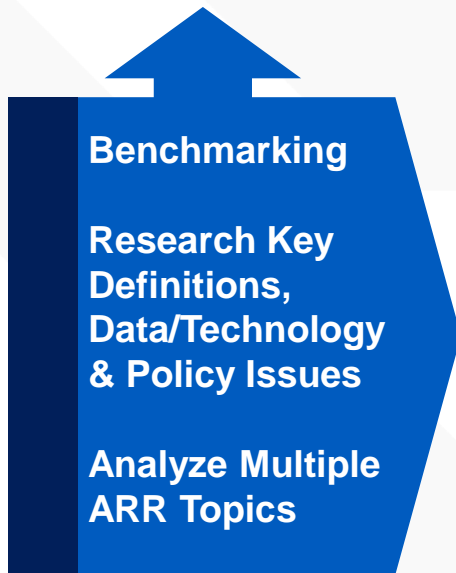 Benchmarking
Research Key
Definitions,
Data/Technology
& Policy Issues
Analyze Multiple
ARR Topics